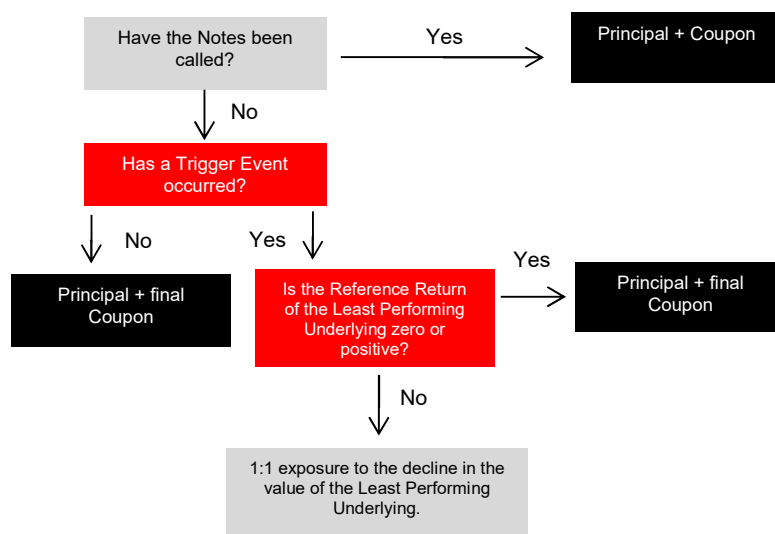 Have the Notes been
called?
Yes
Principal + Coupon
No
Has a Trigger Event
occurred?
No
Yes
Principal + final
Coupon
Is the Reference Return
of the Least Performing
Underlying zero or
positive?
Yes
Principal + final
Coupon
No
1:1 exposure to the decline in the
value of the Least Performing
Underlying.